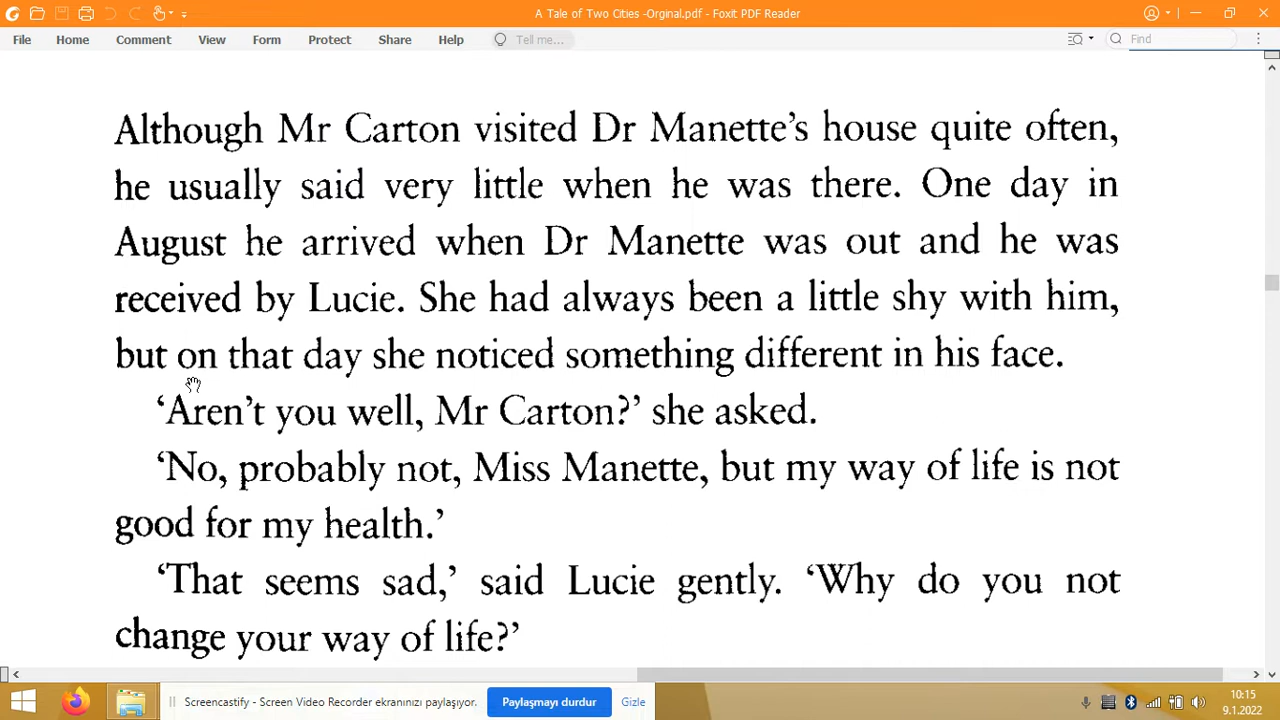 A Tale of Two Cities -Orginal.pdf - Foxit PDF Reader
File Home Comment View Form Protect Share Help Tell me... Find
Although Mr Carton visited Dr Manette’s house quite often,
he usually said very little when he was there. One day in
August he arrived when Dr Manette was out and he was
received by Lucie. She had always been a little shy with him,
but on that day she noticed something different in his face.
‘Aren’t you well, Mr Carton?’ she asked.
‘No, probably not, Miss Manette, but my way of life is not
good for my health.’
‘That seems sad,’ said Lucie gently. ‘Why do you not
change your way of life?’
Screencastify - Screen Video Recorder ekranınızı paylaşıyor. Paylaşmayı durdur Gizle
10:15
9.1.2022